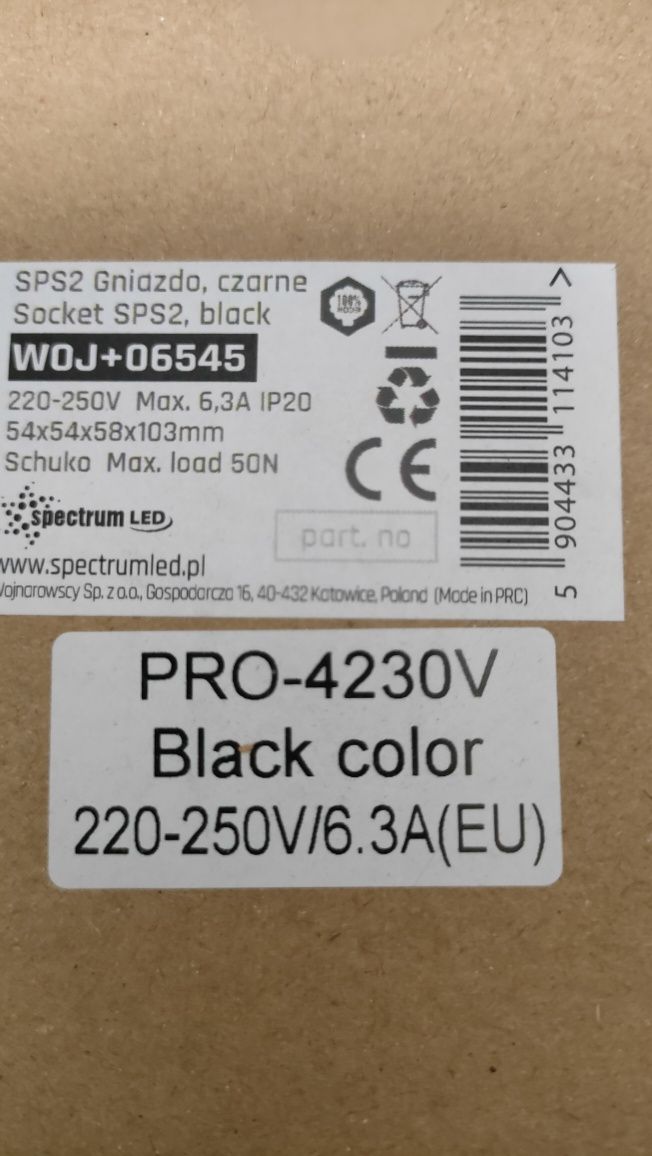 SPS2 Gniazdo, czarne
Socket SPS2, black
WOJ+06545
220-250V Max. 6,3A IP20
54x54x58x103mm
Schuko Max. load 50N
100%
CE
spectrum LED
part. no
www.spectrumled.pl
Wojnarowscy Sp. z o.o., Gospodarcza 16, 40-432 Katowice, Poland (Made in PRC)
5 904433 114103 >
PRO-4230V
Black color
220-250V/6.3A(EU)